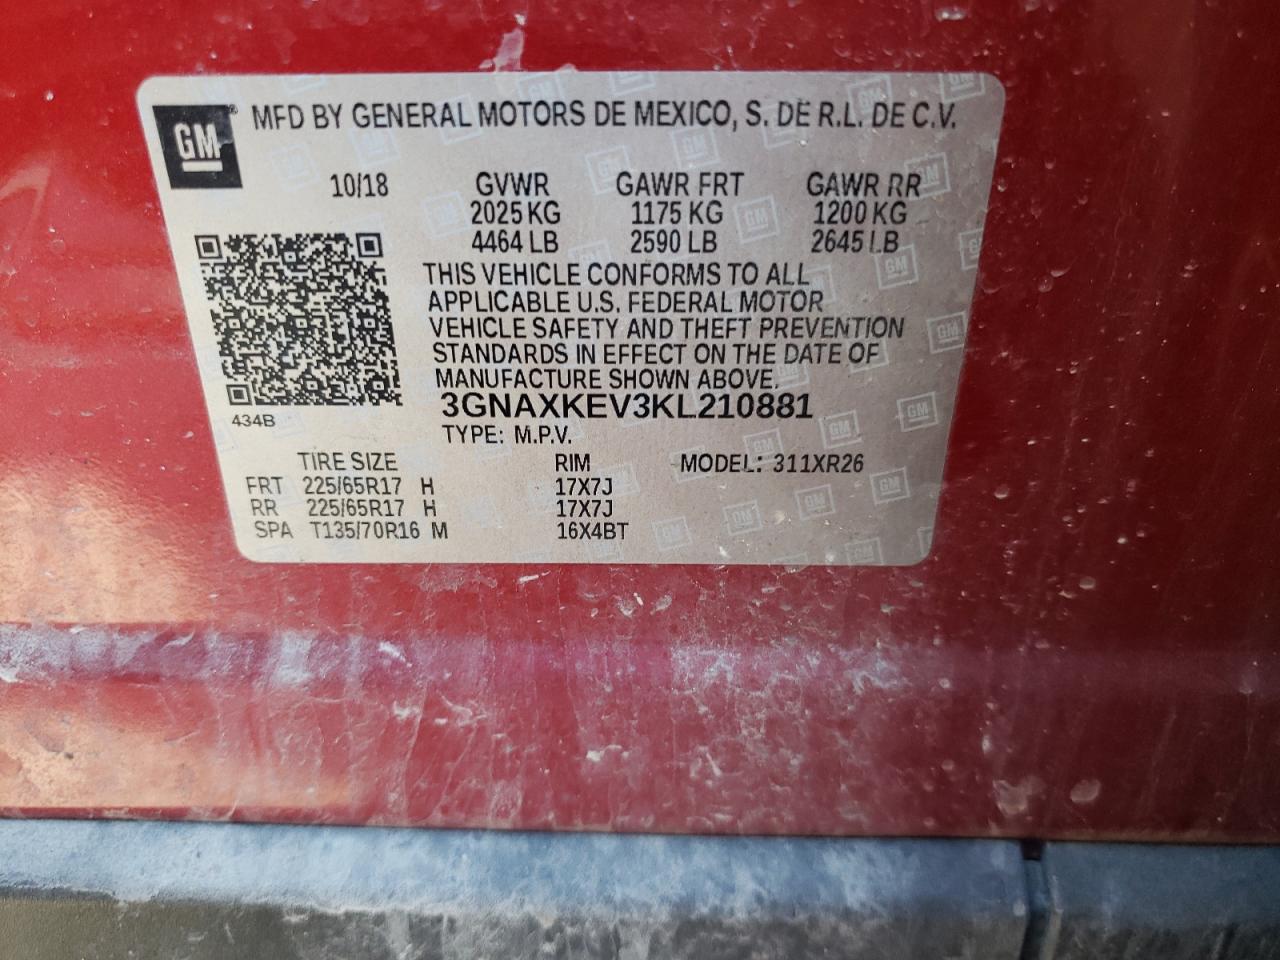 GM
MFD BY GENERAL MOTORS DE MEXICO, S. DE R.L. DE C.V.
10/18 GVWR GAWR FRT GAWR RR
2025 KG 1175 KG 1200 KG
4464 LB 2590 LB 2645 LB
THIS VEHICLE CONFORMS TO ALL
APPLICABLE U.S. FEDERAL MOTOR
VEHICLE SAFETY AND THEFT PREVENTION
STANDARDS IN EFFECT ON THE DATE OF
MANUFACTURE SHOWN ABOVE.
434B 3GNAXKEV3KL210881
TYPE: M.P.V.
TIRE SIZE RIM MODEL: 311XR26
FRT 225/65R17 H 17X7J
RR 225/65R17 H 17X7J
SPA T135/70R16 M 16X4BT